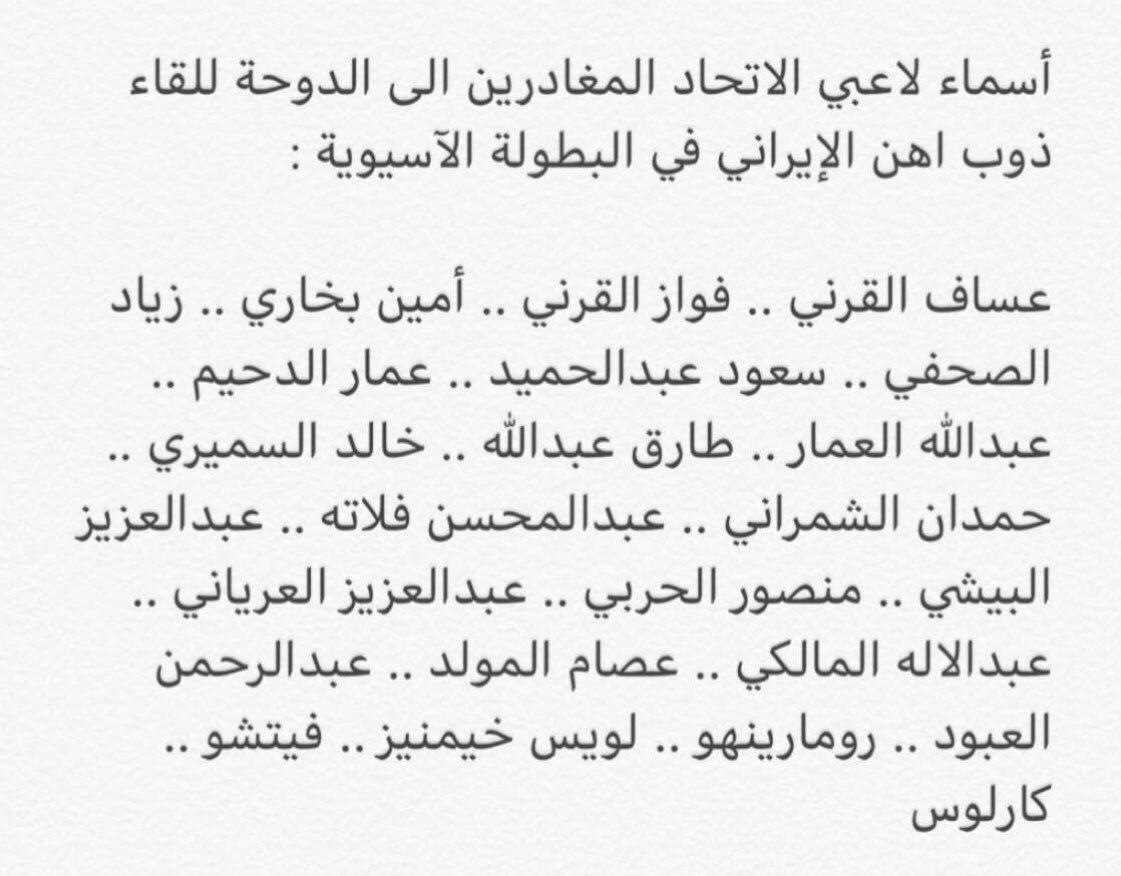 أسماء لاعبي الاتحاد المغادرين الى الدوحة للقاء
ذوب اهن الإيراني في البطولة الآسيوية :
عساف القرني .. فواز القرني .. أمين بخاري .. زياد
الصحفي .. سعود عبدالحميد .. عمار الدحيم ..
عبدالله العمار .. طارق عبدالله .. خالد السميري ..
حمدان الشمراني .. عبدالمحسن فلاته .. عبدالعزيز
البيشي .. منصور الحربي .. عبدالعزيز العرياني ..
عبدالاله المالكي .. عصام المولد .. عبدالرحمن
العبود .. رومارينهو .. لويس خيمنيز .. فيتشو ..
كارلوس